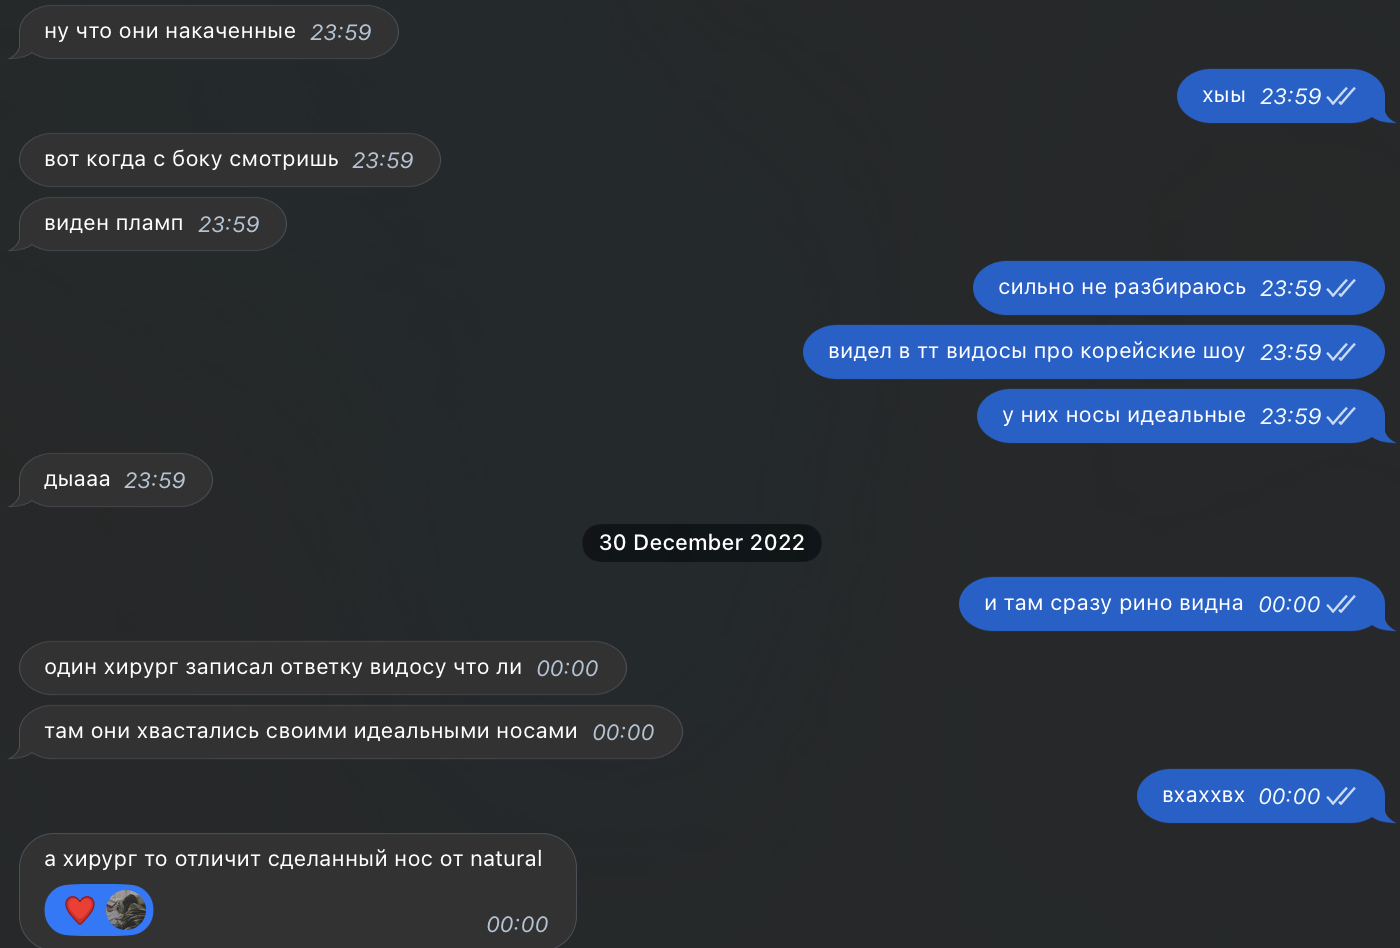 ну что они накаченные 23:59
хыы 23:59
вот когда с боку смотришь 23:59
виден пламп 23:59
сильно не разбираюсь 23:59
видел в тт видосы про корейские шоу 23:59
у них носы идеальные 23:59
дыааа 23:59
30 December 2022
и там сразу рино видна 00:00
один хирург записал ответку видосу что ли 00:00
там они хвастались своими идеальными носами 00:00
вхаххвх 00:00
а хирург то отличит сделанный нос от natural
00:00